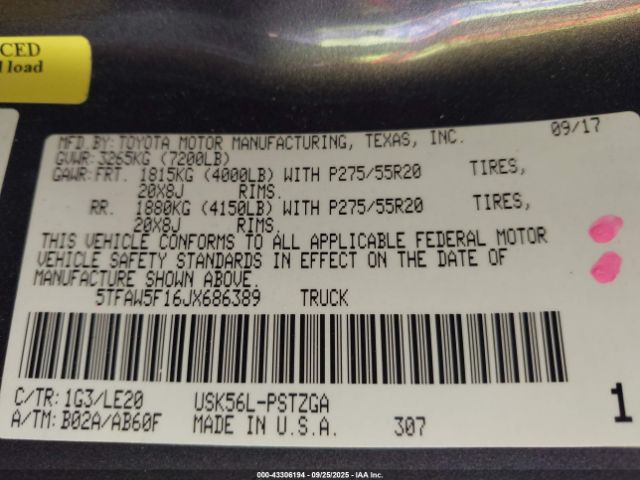 CED
load
MFD.BY: TOYOTA MOTOR MANUFACTURING, TEXAS, INC. 09/17
GVWR: 3265KG (7200LB)
GAWR: FRT. 1815KG (4000LB) WITH P275/55R20 TIRES,
20X8J RIMS.
RR. 1880KG (4150LB) WITH P275/55R20 TIRES,
20X8J RIMS.
THIS VEHICLE CONFORMS TO ALL APPLICABLE FEDERAL MOTOR
VEHICLE SAFETY STANDARDS IN EFFECT ON THE DATE OF
MANUFACTURE SHOWN ABOVE.
5TFAW5F16JX686389 TRUCK
C/TR: 1G3/LE20 USK56L-PSTZGA
A/TM: B02A/AB60F MADE IN U.S.A. 307 1
000-43306194 - 09/25/2025 - IAA Inc.